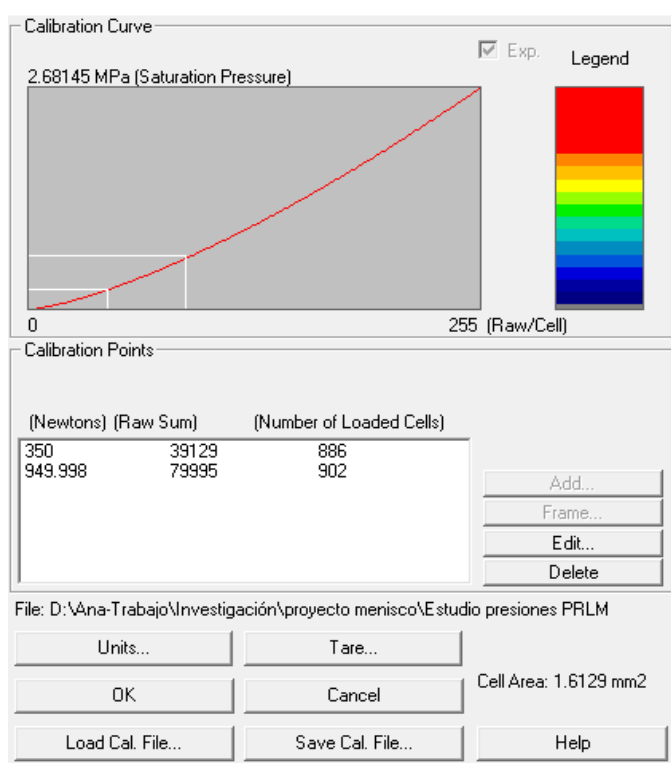 Calibration Curve
Exp.
Legend
2.68145 MPa (Saturation Pressure)
0
255 (Raw/Cell)
Calibration Points
(Newtons) (Raw Sum) (Number of Loaded Cells)
350 39129 886
949.998 79995 902
Add...
Frame...
Edit...
Delete
File: D:\Ana-Trabajo\Investigación\proyecto menisco\Estudio presiones PRLM
Units...
Tare...
OK
Cancel
Cell Area: 1.6129 mm2
Load Cal. File...
Save Cal. File...
Help